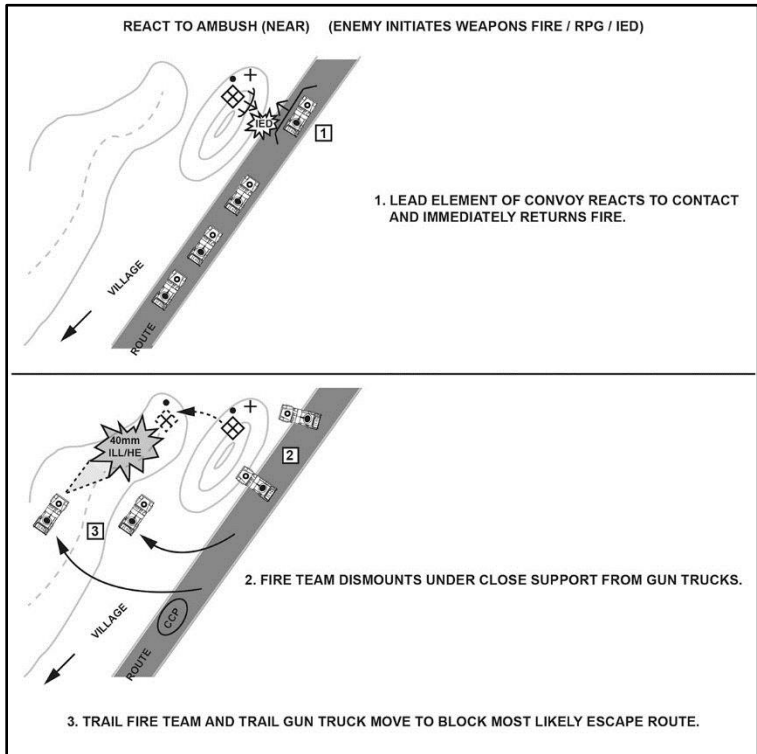 REACT TO AMBUSH (NEAR) (ENEMY INITIATES WEAPONS FIRE / RPG / IED)
IED
1
1. LEAD ELEMENT OF CONVOY REACTS TO CONTACT
AND IMMEDIATELY RETURNS FIRE.
VILLAGE
ROUTE
40mm
ILL/HE
2
3
2. FIRE TEAM DISMOUNTS UNDER CLOSE SUPPORT FROM GUN TRUCKS.
CCP
VILLAGE
ROUTE
3. TRAIL FIRE TEAM AND TRAIL GUN TRUCK MOVE TO BLOCK MOST LIKELY ESCAPE ROUTE.